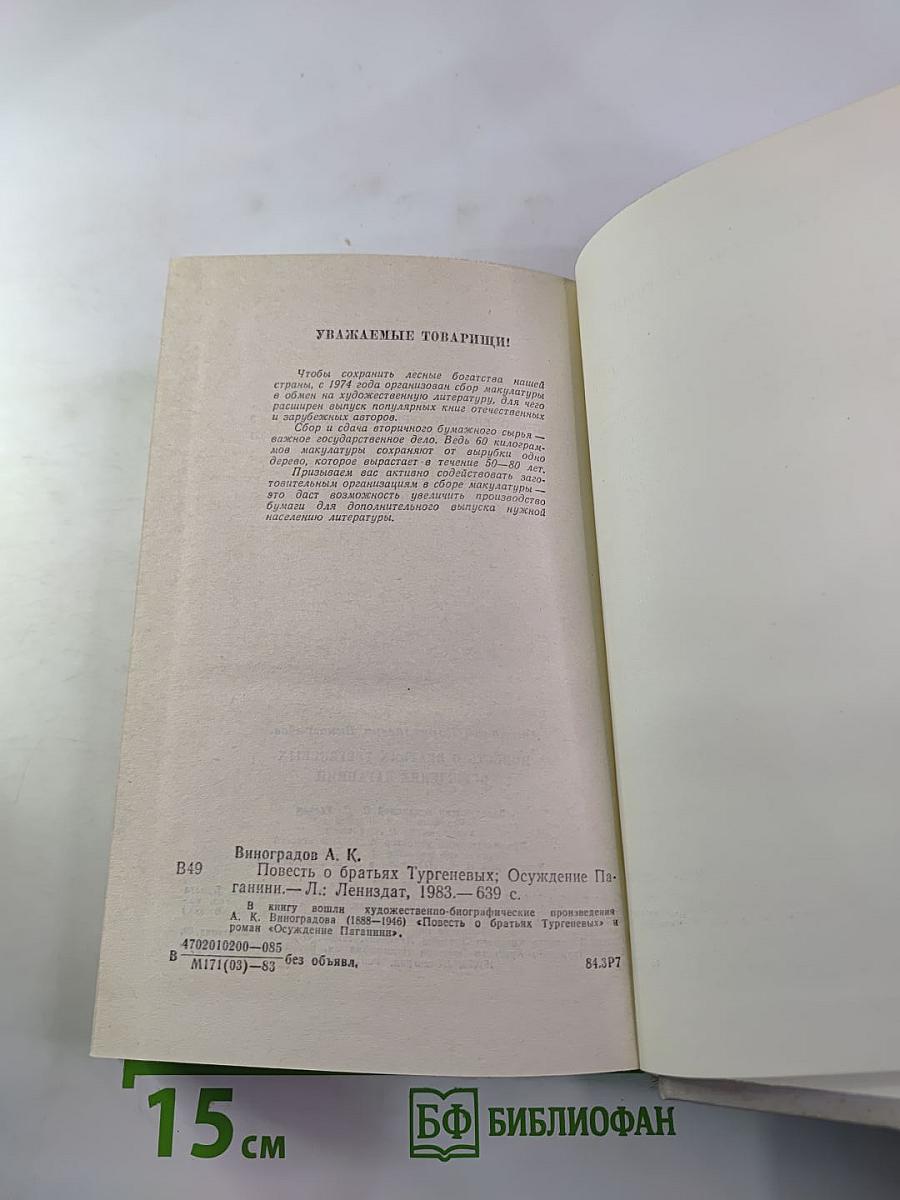 УВАЖАЕМЫЕ ТОВАРИЩИ!
Чтобы сохранить лесные богатства нашей
страны, с 1974 года организован сбор макулатуры
в обмен на художественную литературу, для чего
расширен выпуск популярных книг отечественных
и зарубежных авторов.
Сбор и сдача вторичного бумажного сырья —
важное государственное дело. Ведь 60 килограм-
мов макулатуры сохраняют от вырубки одно
дерево, которое вырастает в течение 50—80 лет.
Призываем вас активно содействовать заго-
товительным организациям в сборе макулатуры —
это даст возможность увеличить производство
бумаги для дополнительного выпуска нужной
населению литературы.
Виноградов А. К.
В49 Повесть о братьях Тургеневых; Осуждение Па-
ганини.— Л.: Лениздат, 1983.— 639 с.
В книгу вошли художественно-биографические произведения
А. К. Виноградова (1888—1946) «Повесть о братьях Тургеневых» и
роман «Осуждение Паганини».
4702010200—085
В без объявл.
М171(03)—83
84.3Р7
15 см
БФ БИБЛИОФАН